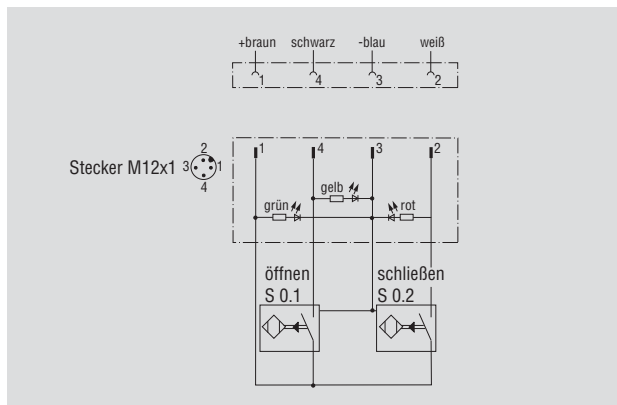 +braun schwarz -blau weiß
1 4 3 2
1 4 3 2
Stecker M12x1
2
3 1
4
gelb
grün rot
öffnen schließen
S 0.1 S 0.2